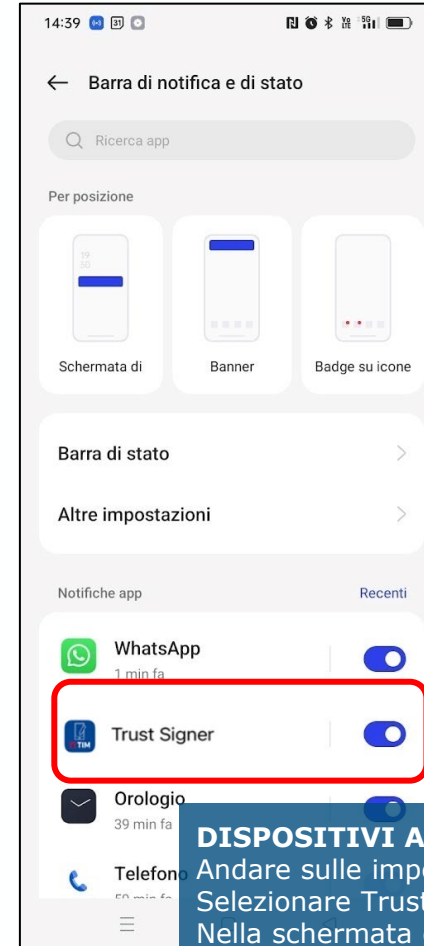 14:39
Barra di notifica e di stato
Ricerca app
Per posizione
Schermata di
Banner
Badge su icone
Barra di stato
Altre impostazioni
Notifiche app
Recenti
WhatsApp
1 min fa
TIM
Trust Signer
Orologio
39 min fa
Telefono
DISPOSITIVI A
Andare sulle impo
Selezionare Trust
Nella schermata